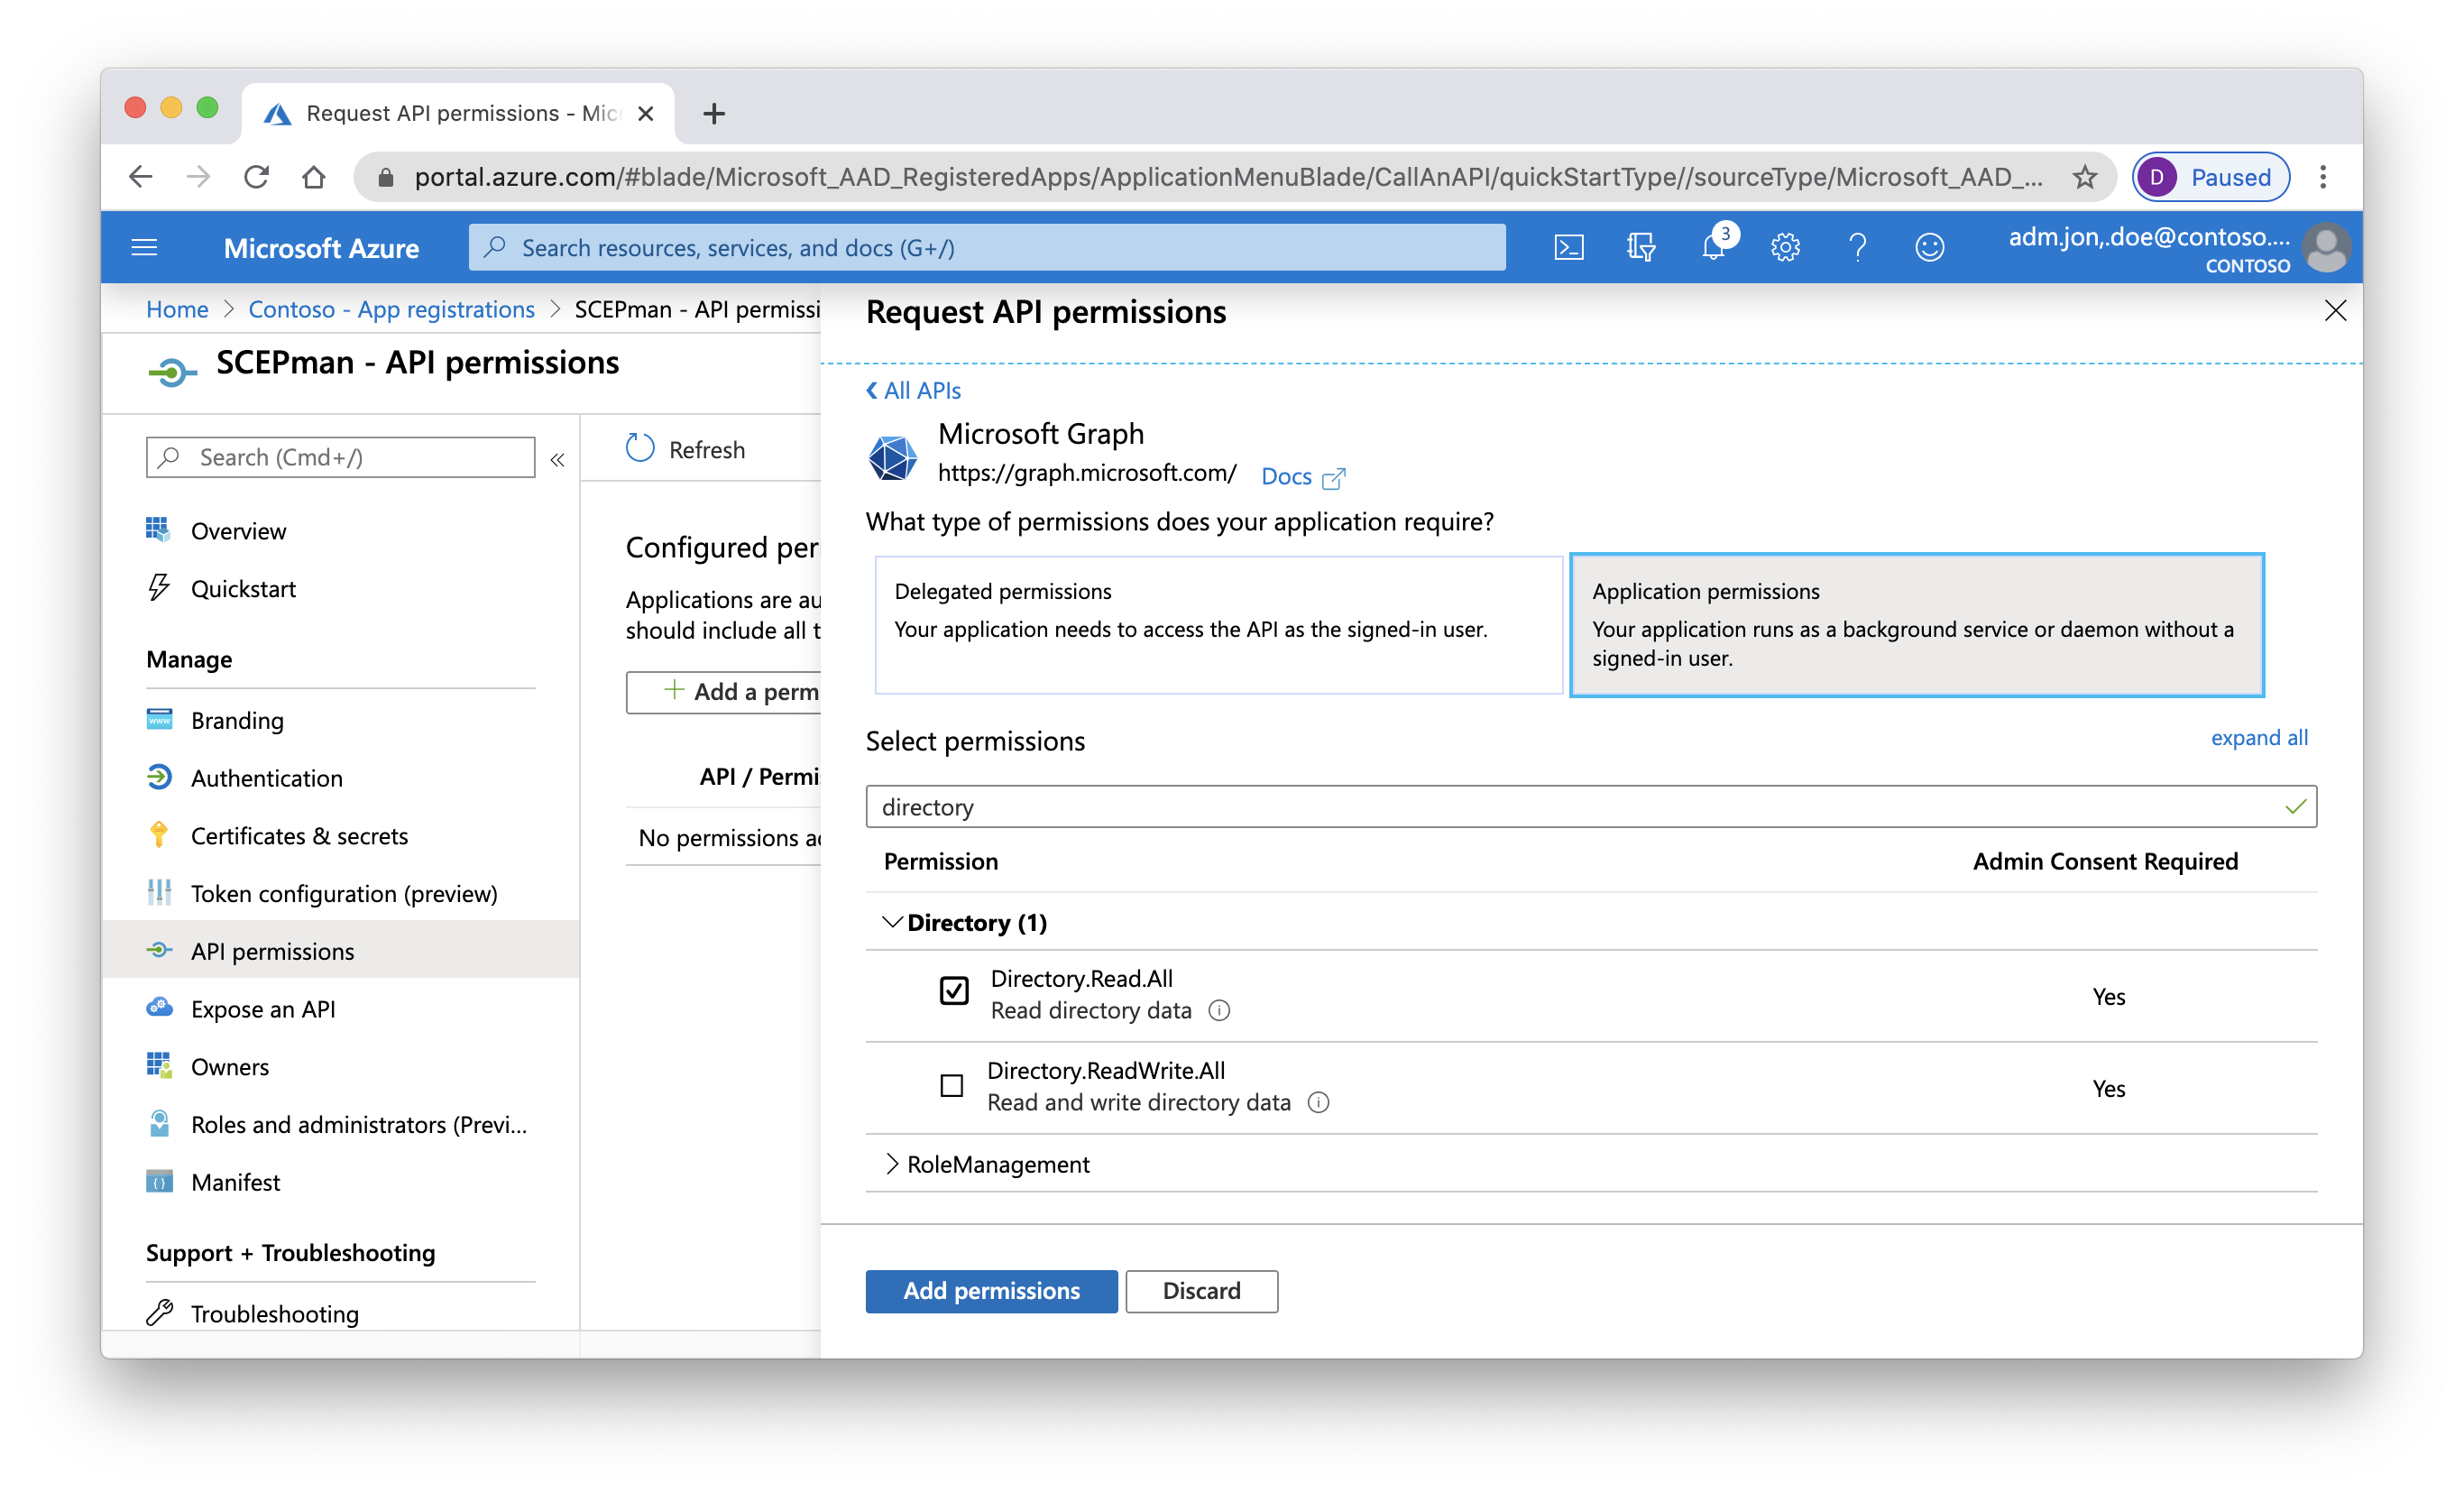 Request API permissions - Mic
portal.azure.com/#blade/Microsoft_AAD_RegisteredApps/ApplicationMenuBlade/CallAnAPI/quickStartType//sourceType/Microsoft_AAD_...
D Paused
Microsoft Azure
Search resources, services, and docs (G+/)
3
adm.jon,.doe@contoso....
CONTOSO
Home > Contoso - App registrations > SCEPman - API permissi
SCEPman - API permissions
Search (Cmd+/)
«
Overview
Quickstart
Manage
Branding
Authentication
Certificates & secrets
Token configuration (preview)
API permissions
Expose an API
Owners
Roles and administrators (Previ...
Manifest
Support + Troubleshooting
Troubleshooting
Refresh
Configured per
Applications are au
should include all t
Add a perm
API / Permi
No permissions a
Request API permissions
All APIs
Microsoft Graph
https://graph.microsoft.com/ Docs
What type of permissions does your application require?
Delegated permissions
Your application needs to access the API as the signed-in user.
Application permissions
Your application runs as a background service or daemon without a
signed-in user.
Select permissions
expand all
directory
Permission Admin Consent Required
Directory (1)
Directory.Read.All
Read directory data
Yes
Directory.ReadWrite.All
Read and write directory data
Yes
RoleManagement
Add permissions Discard